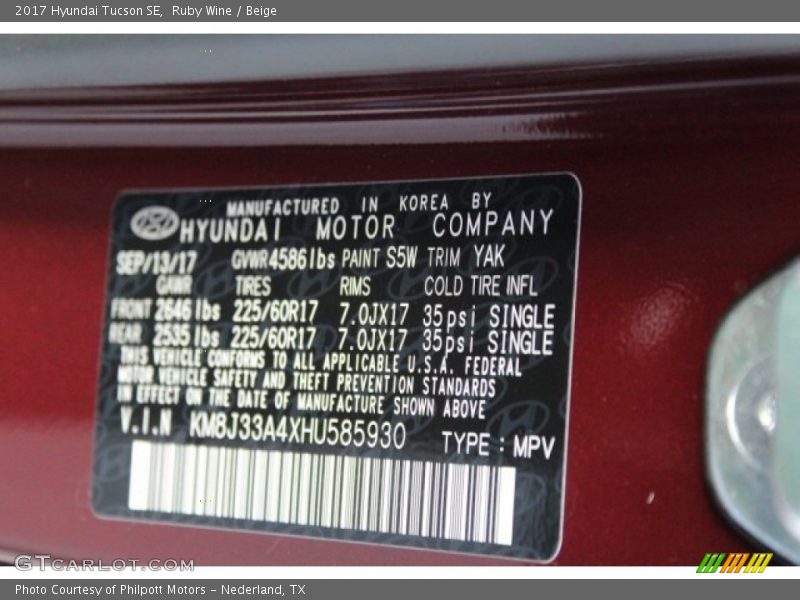 2017 Hyundai Tucson SE,  Ruby Wine / Beige
MANUFACTURED IN KOREA BY
HYUNDAI MOTOR COMPANY
SEP/13/17 GVWR 4586 lbs PAINT S5W TRIM YAK
GAWR TIRES RIMS COLD TIRE INFL
FRONT 2646 lbs 225/60R17 7.0JX17 35psi SINGLE
REAR 2535 lbs 225/60R17 7.0JX17 35psi SINGLE
THIS VEHICLE CONFORMS TO ALL APPLICABLE U.S.A. FEDERAL
MOTOR VEHICLE SAFETY AND THEFT PREVENTION STANDARDS
IN EFFECT ON THE DATE OF MANUFACTURE SHOWN ABOVE
V.I.N KM8J33A4XHU585930 TYPE : MPV
GTCARLOT.COM
Photo Courtesy of Philpott Motors - Nederland, TX